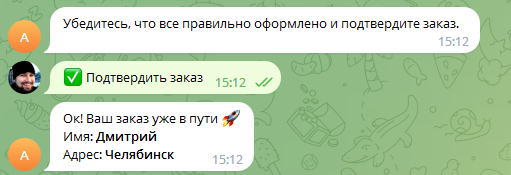 Убедитесь, что все правильно оформлено и подтвердите заказ.
15:12
А
✅ Подтвердить заказ 15:12
Ок! Ваш заказ уже в пути 🚀
Имя: Дмитрий
Адрес: Челябинск 15:12
А